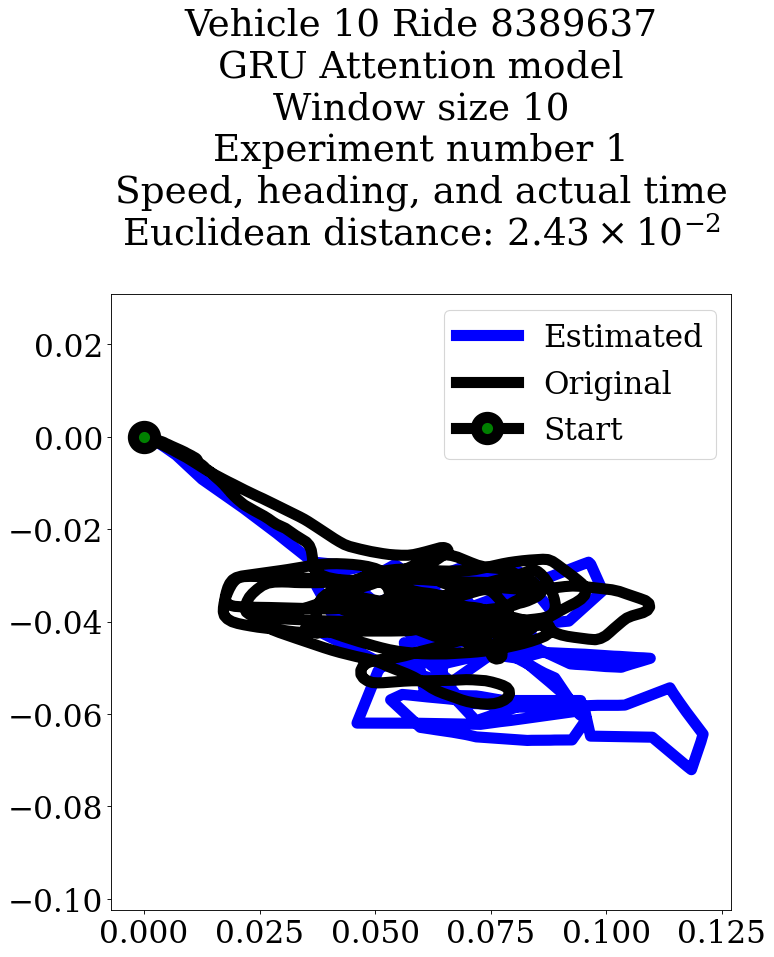 Vehicle 10 Ride 8389637
GRU Attention model
Window size 10
Experiment number 1
Speed, heading, and actual time
Euclidean distance: 2.43 × 10⁻²
Estimated
Original
Start
0.02
0.00
−0.02
−0.04
−0.06
−0.08
−0.10
0.000 0.025 0.050 0.075 0.100 0.125